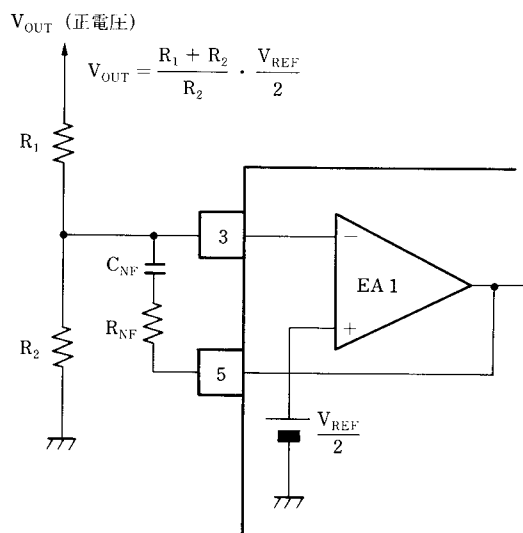 V_OUT (正電圧)
V_OUT = (R_1 + R_2) / R_2 · V_REF / 2
R_1
3
C_NF
EA 1
−
+
R_NF
R_2
5
V_REF / 2